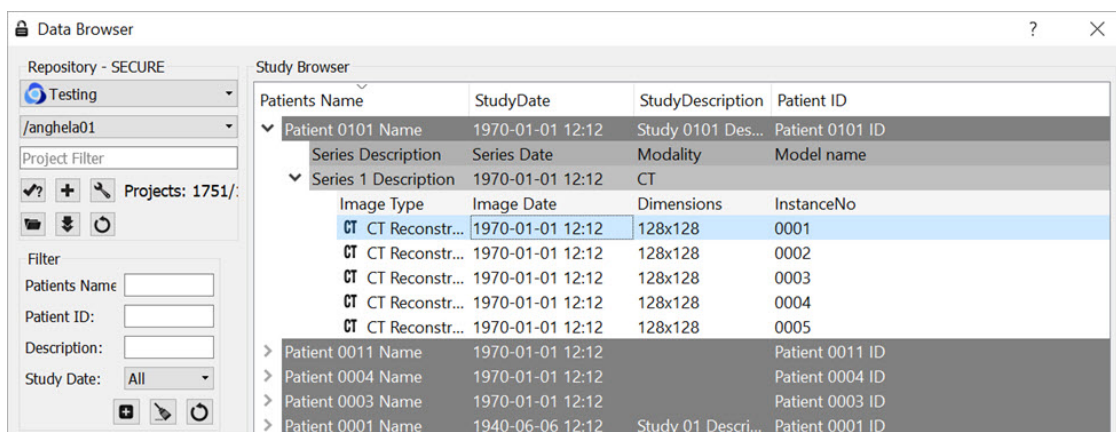 Data Browser ?
Repository - SECURE
Testing
/anghela01
Project Filter
Projects: 1751/
Filter
Patients Name
Patient ID:
Description:
Study Date: All
Study Browser
Patients Name StudyDate StudyDescription Patient ID
Patient 0101 Name 1970-01-01 12:12 Study 0101 Des... Patient 0101 ID
Series Description Series Date Modality Model name
Series 1 Description 1970-01-01 12:12 CT
Image Type Image Date Dimensions InstanceNo
CT CT Reconstr... 1970-01-01 12:12 128x128 0001
CT CT Reconstr... 1970-01-01 12:12 128x128 0002
CT CT Reconstr... 1970-01-01 12:12 128x128 0003
CT CT Reconstr... 1970-01-01 12:12 128x128 0004
CT CT Reconstr... 1970-01-01 12:12 128x128 0005
Patient 0011 Name 1970-01-01 12:12 Patient 0011 ID
Patient 0004 Name 1970-01-01 12:12 Patient 0004 ID
Patient 0003 Name 1970-01-01 12:12 Patient 0003 ID
Patient 0001 Name 1940-06-06 12:12 Study 01 Descri... Patient 0001 ID